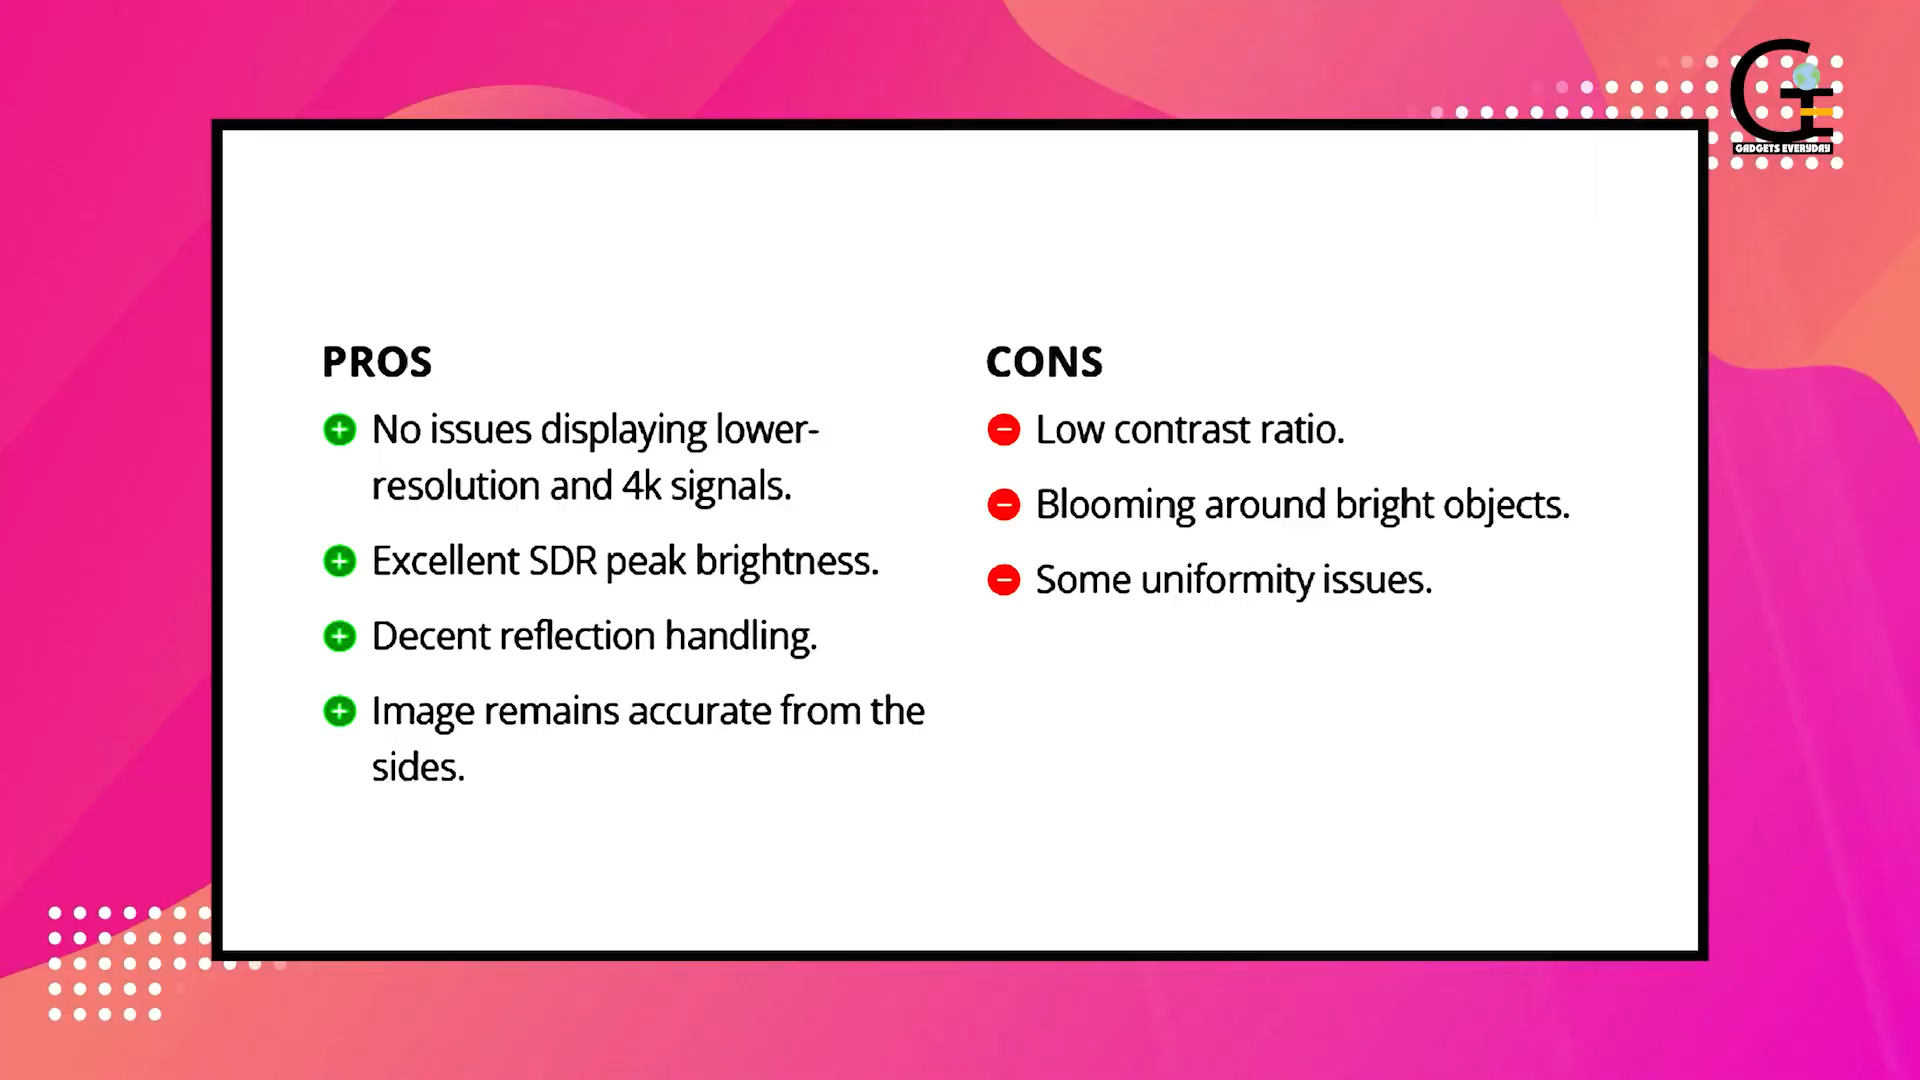 GE
GADGETS EVERYDAY
PROS
No issues displaying lower-
resolution and 4k signals.
Excellent SDR peak brightness.
Decent reflection handling.
Image remains accurate from the
sides.
CONS
Low contrast ratio.
Blooming around bright objects.
Some uniformity issues.